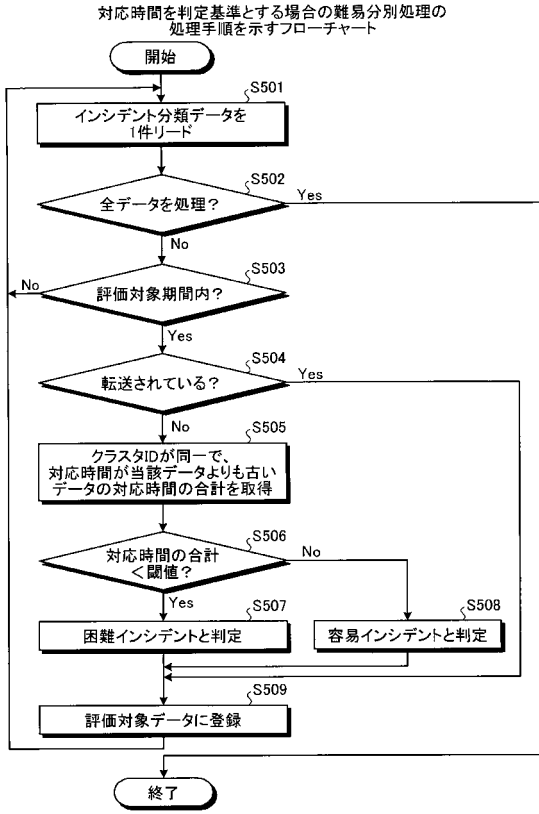 対応時間を判定基準とする場合の難易分別処理の
処理手順を示すフローチャート
開始
S501
インシデント分類データを
1件リード
S502
全データを処理?
Yes
No
S503
評価対象期間内?
No
Yes
S504
転送されている?
Yes
No
S505
クラスタIDが同一で、
対応時間が当該データよりも古い
データの対応時間の合計を取得
S506
対応時間の合計
<閾値?
No
Yes
S507
困難インシデントと判定
S508
容易インシデントと判定
S509
評価対象データに登録
終了